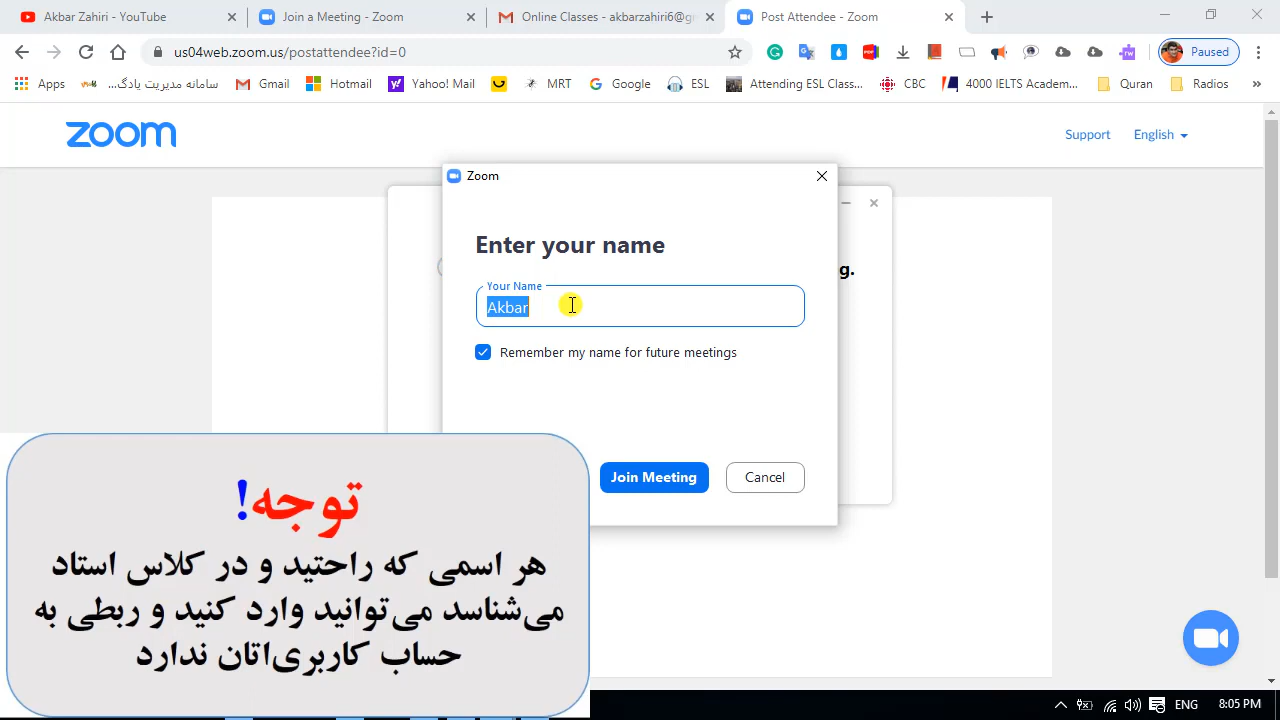 Akbar Zahiri - YouTube
Join a Meeting - Zoom
Online Classes - akbarzahiri6@gm
Post Attendee - Zoom
us04web.zoom.us/postattendee?id=0
Paused
Apps
سامانه مدیریت یادگـ...
Gmail
Hotmail
Yahoo! Mail
MRT
Google
ESL
Attending ESL Class...
CBC
4000 IELTS Academ...
Quran
Radios
zoom
Support
English
Zoom
Enter your name
g.
Your Name
Akbar
Remember my name for future meetings
Join Meeting
Cancel
توجه!
هر اسمی که راحتید و در کلاس استاد
می‌شناسد می‌توانید وارد کنید و ربطی به
حساب کاربری‌اتان ندارد
ENG
8:05 PM